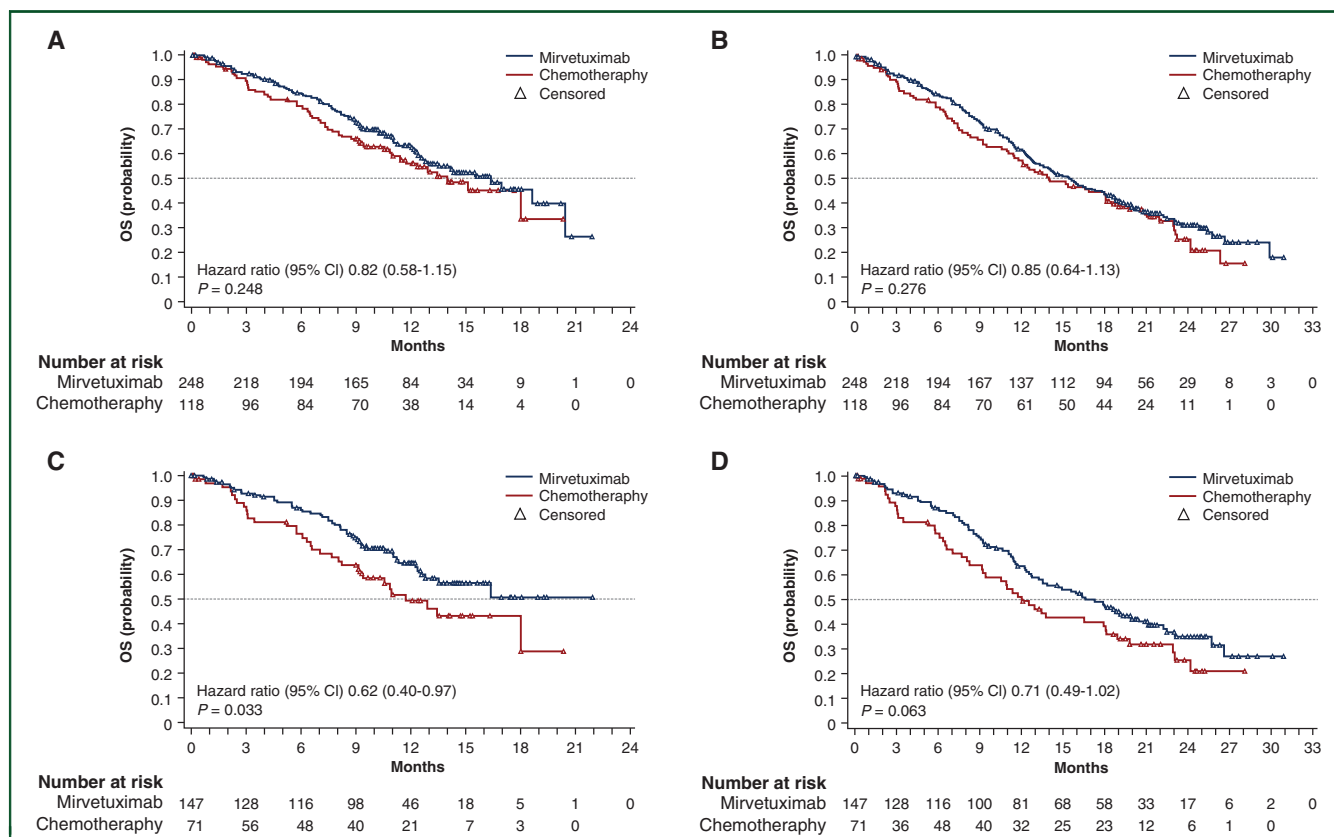 A
Mirvetuximab
Chemotheraphy
Censored
1.0
0.9
0.8
0.7
0.6
0.5
0.4
0.3
0.2
0.1
0
OS (probability)
Hazard ratio (95% CI) 0.82 (0.58-1.15)
P = 0.248
0 3 6 9 12 15 18 21 24
Months
Number at risk
Mirvetuximab 248 218 194 165 84 34 9 1 0
Chemotheraphy 118 96 84 70 38 14 4 0
B
Mirvetuximab
Chemotheraphy
Censored
1.0
0.9
0.8
0.7
0.6
0.5
0.4
0.3
0.2
0.1
0
OS (probability)
Hazard ratio (95% CI) 0.85 (0.64-1.13)
P = 0.276
0 3 6 9 12 15 18 21 24 27 30 33
Months
Number at risk
Mirvetuximab 248 218 194 167 137 112 94 56 29 8 3 0
Chemotheraphy 118 96 84 70 61 50 44 24 11 1 0
C
Mirvetuximab
Chemotheraphy
Censored
1.0
0.9
0.8
0.7
0.6
0.5
0.4
0.3
0.2
0.1
0
OS (probability)
Hazard ratio (95% CI) 0.62 (0.40-0.97)
P = 0.033
0 3 6 9 12 15 18 21 24
Months
Number at risk
Mirvetuximab 147 128 116 98 46 18 5 1 0
Chemotheraphy 71 56 48 40 21 7 3 0
D
Mirvetuximab
Chemotheraphy
Censored
1.0
0.9
0.8
0.7
0.6
0.5
0.4
0.3
0.2
0.1
0
OS (probability)
Hazard ratio (95% CI) 0.71 (0.49-1.02)
P = 0.063
0 3 6 9 12 15 18 21 24 27 30 33
Months
Number at risk
Mirvetuximab 147 128 116 100 81 68 58 33 17 6 2 0
Chemotheraphy 71 36 48 40 32 25 23 12 6 1 0